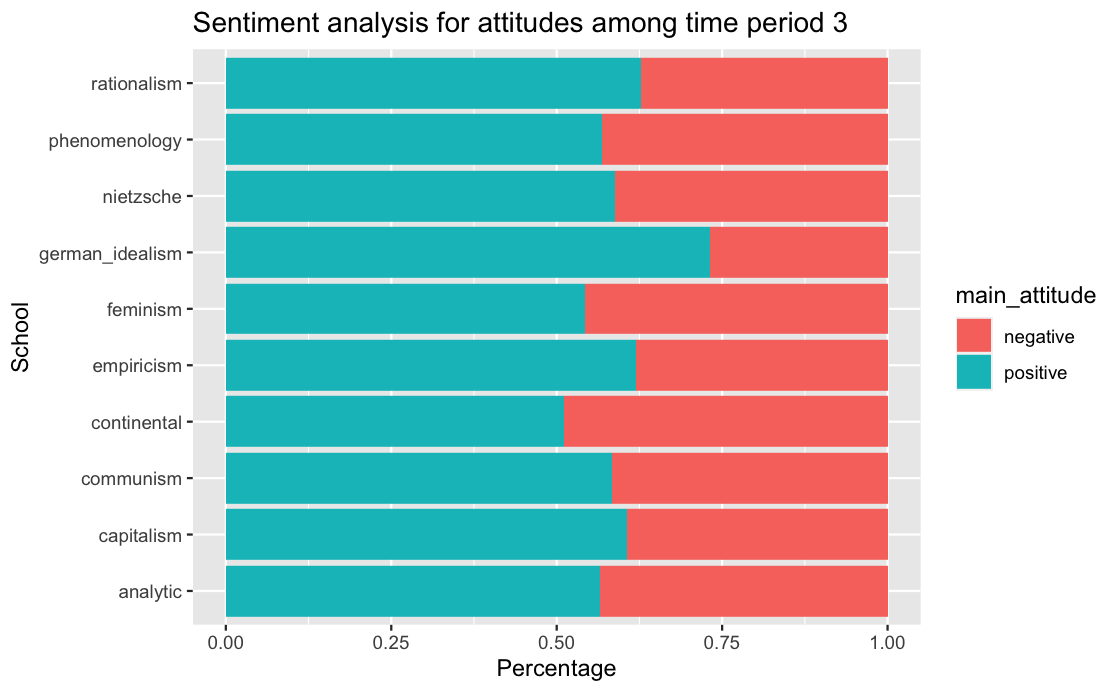 Sentiment analysis for attitudes among time period 3
School
rationalism
phenomenology
nietzsche
german_idealism
feminism
empiricism
continental
communism
capitalism
analytic
0.00 0.25 0.50 0.75 1.00
Percentage
main_attitude
negative
positive